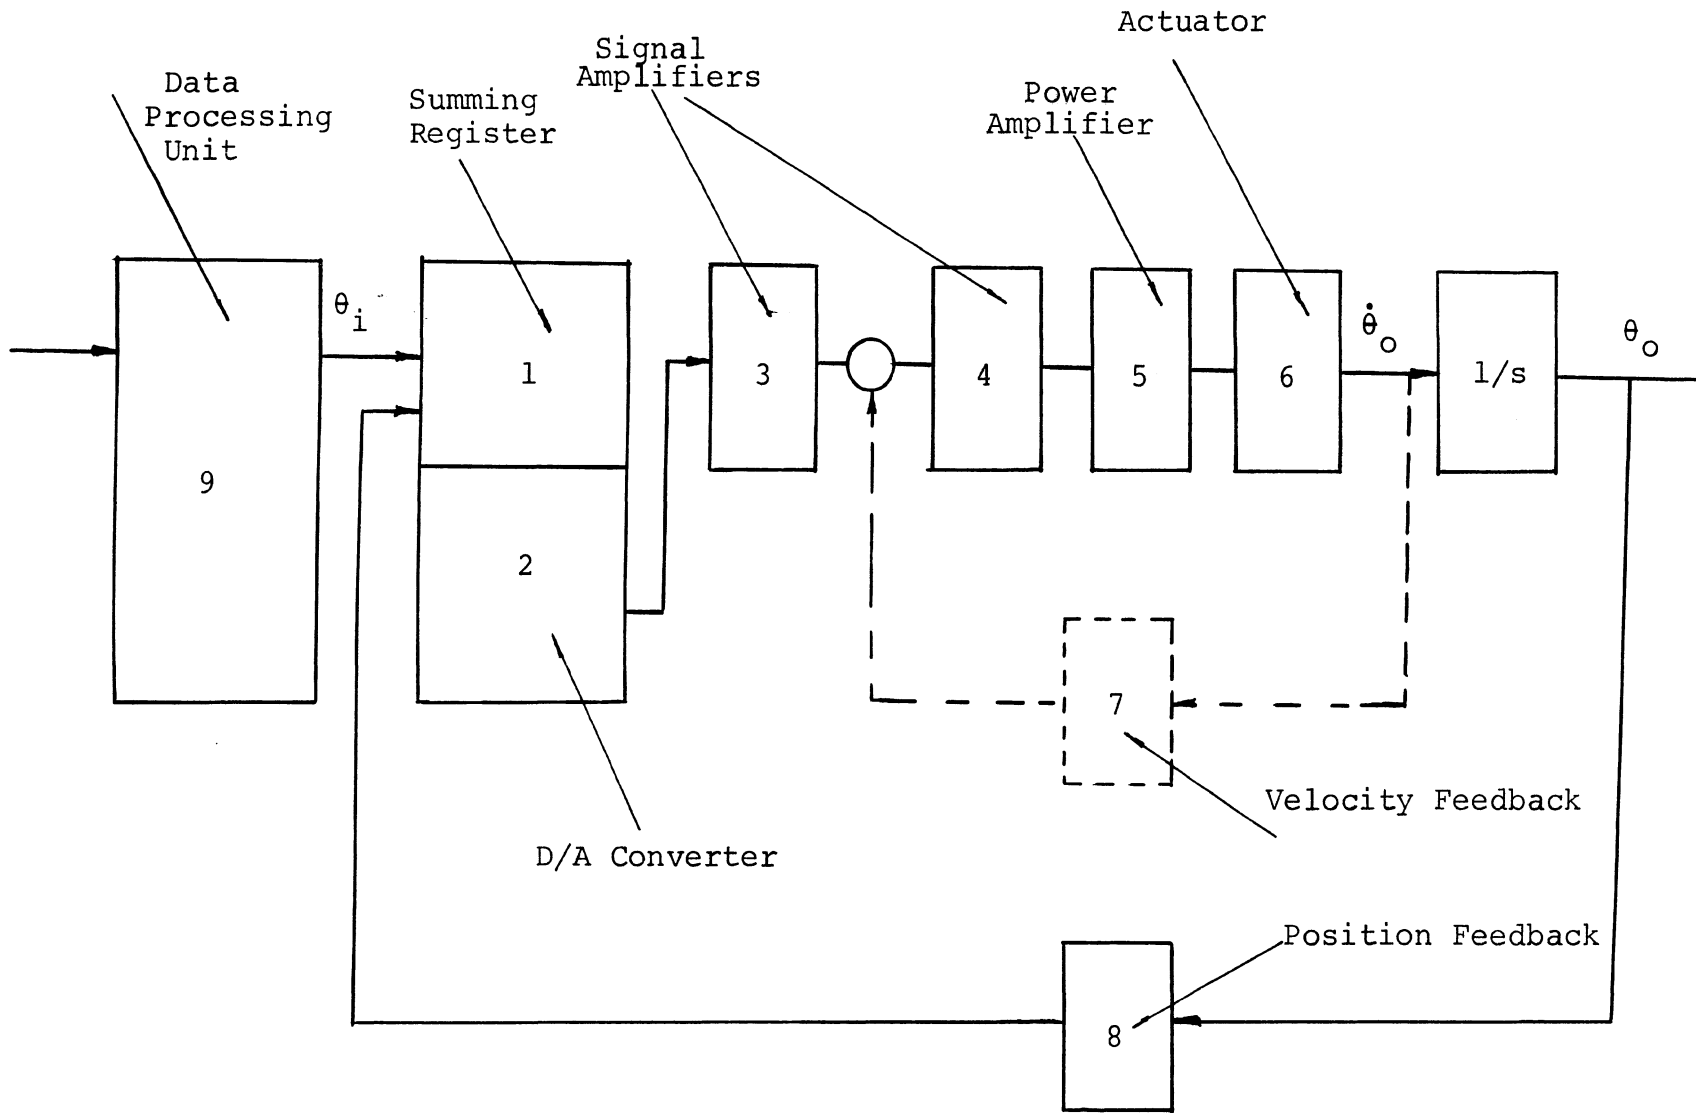 Actuator
Signal
Amplifiers
Data
Processing
Unit
Summing
Register
Power
Amplifier
θi
θ̇o
θo
1
3
4
5
6
1/s
9
2
7
Velocity Feedback
D/A Converter
Position Feedback
8